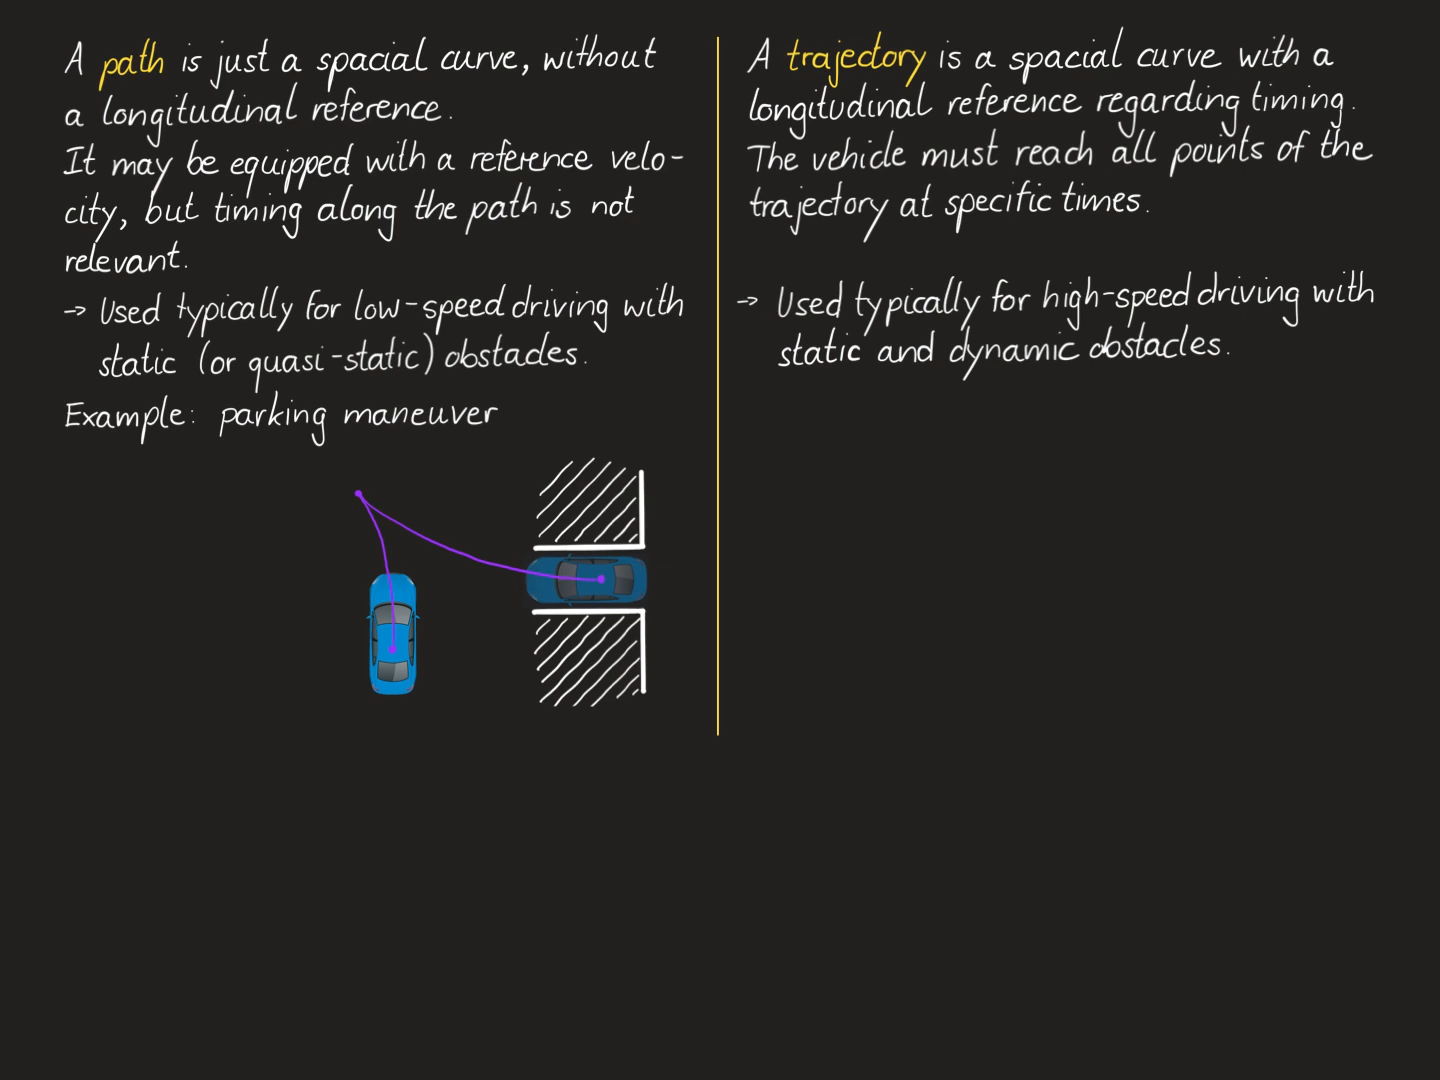 A path is just a spacial curve, without
a longitudinal reference.
It may be equipped with a reference velo-
city, but timing along the path is not
relevant.
→ Used typically for low-speed driving with
static (or quasi-static) obstacles.
Example: parking maneuver
A trajectory is a spacial curve with a
longitudinal reference regarding timing.
The vehicle must reach all points of the
trajectory at specific times.
→ Used typically for high-speed driving with
static and dynamic obstacles.